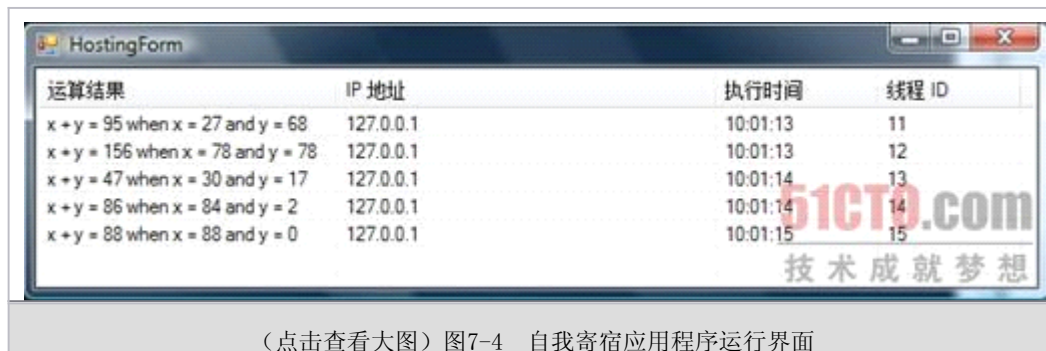 HostingForm
运算结果 IP 地址 执行时间 线程 ID
x + y = 95 when x = 27 and y = 68 127.0.0.1 10:01:13 11
x + y = 156 when x = 78 and y = 78 127.0.0.1 10:01:13 12
x + y = 47 when x = 30 and y = 17 127.0.0.1 10:01:14 13
x + y = 86 when x = 84 and y = 2 127.0.0.1 10:01:14 14
x + y = 88 when x = 88 and y = 0 127.0.0.1 10:01:15 15
51CTO.com
技术成就梦想
（点击查看大图）图7-4 自我寄宿应用程序运行界面